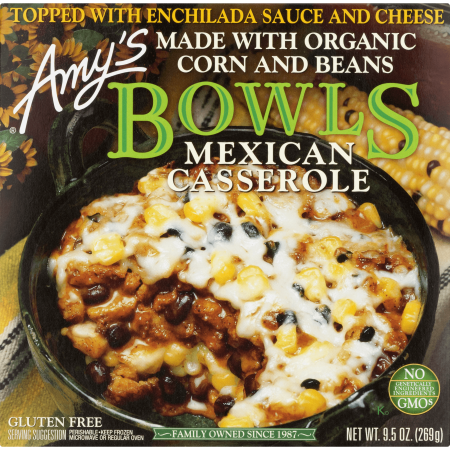 TOPPED WITH ENCHILADA SAUCE AND CHEESE
Amy's
®
MADE WITH ORGANIC
CORN AND BEANS
BOWLS
MEXICAN
CASSEROLE
NO
GENETICALLY
ENGINEERED
INGREDIENTS
GMOs
GLUTEN FREE
SERVING SUGGESTION
PERISHABLE • KEEP FROZEN
MICROWAVE OR REGULAR OVEN
FAMILY OWNED SINCE 1987
K
NET WT. 9.5 OZ. (269g)